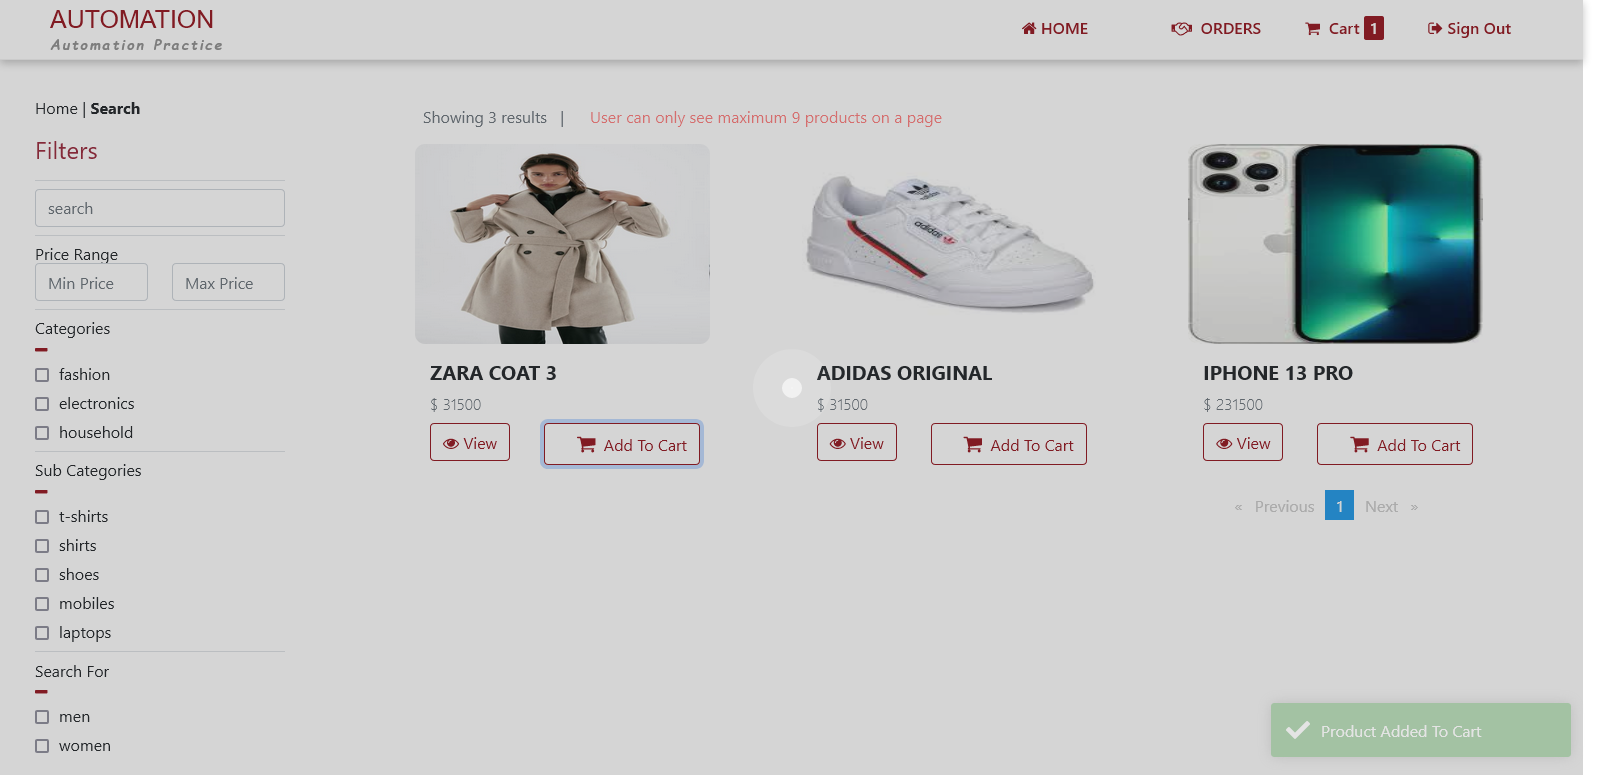 AUTOMATION
Automation Practice
HOME
ORDERS
Cart 1
Sign Out
Home | Search
Showing 3 results |
User can only see maximum 9 products on a page
Filters
search
Price Range
Min Price
Max Price
Categories
fashion
electronics
household
Sub Categories
t-shirts
shirts
shoes
mobiles
laptops
Search For
men
women
ZARA COAT 3
$ 31500
View
Add To Cart
adidas
adidas
ADIDAS ORIGINAL
$ 31500
View
Add To Cart
IPHONE 13 PRO
$ 231500
View
Add To Cart
« Previous 1 Next »
Product Added To Cart